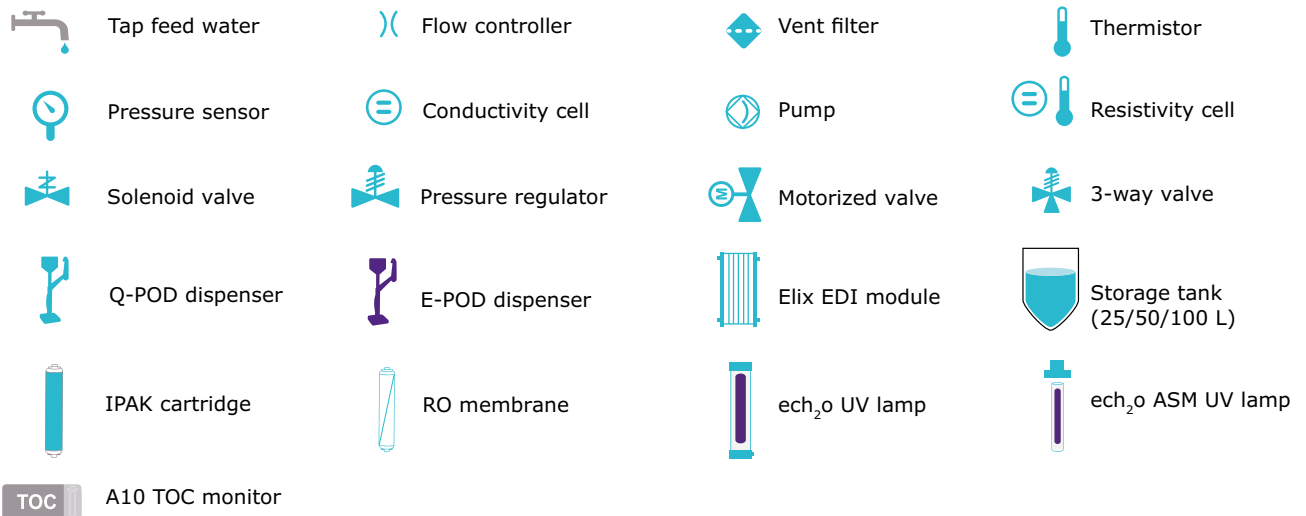 Tap feed water
Flow controller
Vent filter
Thermistor
Pressure sensor
Conductivity cell
Pump
Resistivity cell
Solenoid valve
Pressure regulator
M
Motorized valve
3-way valve
Q-POD dispenser
E-POD dispenser
Elix EDI module
Storage tank
(25/50/100 L)
IPAK cartridge
RO membrane
ech₂o UV lamp
ech₂o ASM UV lamp
TOC
A10 TOC monitor